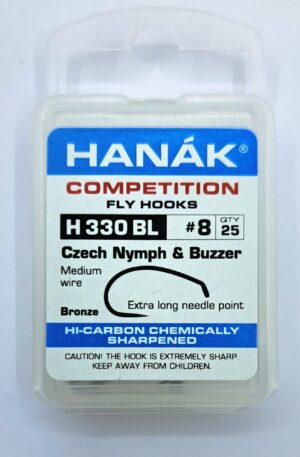 HANÁK®
COMPETITION
FLY HOOKS
H 330 BL #8 QTY 25
Czech Nymph & Buzzer
Medium
wire
Extra long needle point
Bronze
HI-CARBON CHEMICALLY
SHARPENED
CAUTION! THE HOOK IS EXTREMELY SHARP.
KEEP AWAY FROM CHILDREN.